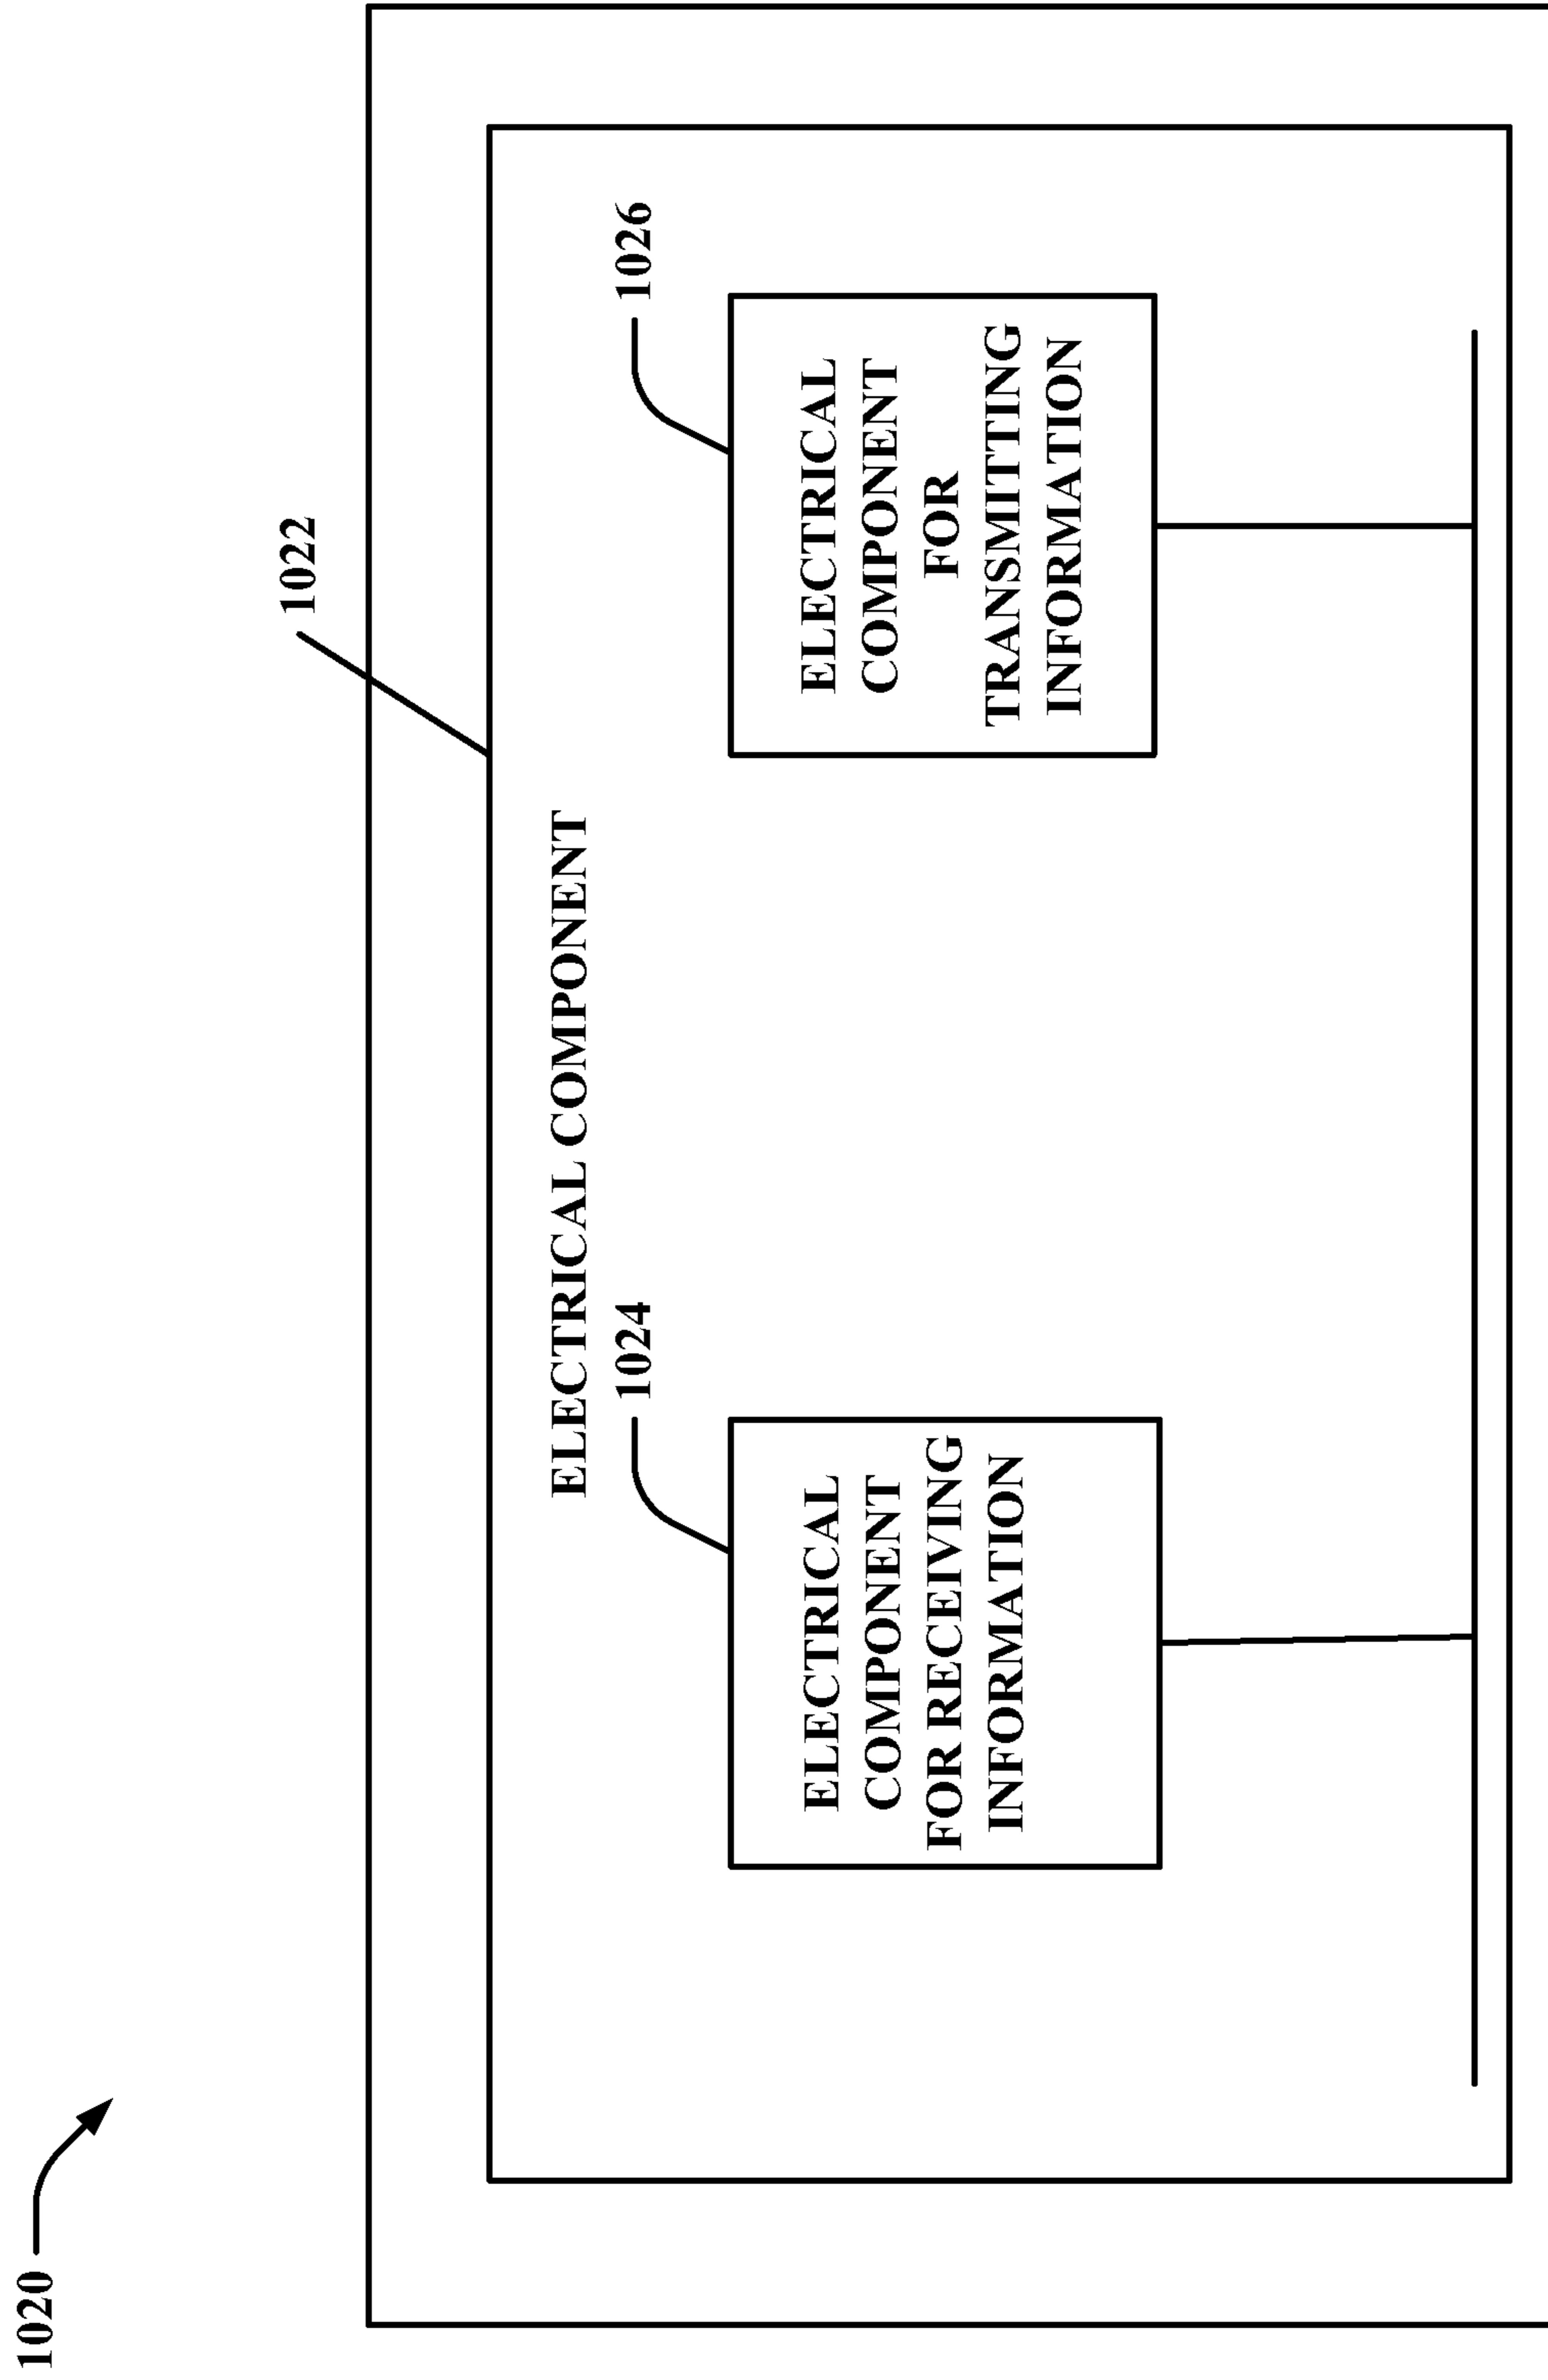 1020
1022
ELECTRICAL COMPONENT
1024
1026
ELECTRICAL
COMPONENT
FOR RECEIVING
INFORMATION
ELECTRICAL
COMPONENT
FOR
TRANSMITTING
INFORMATION